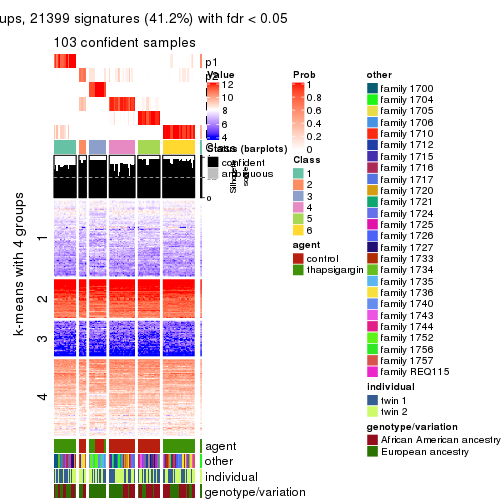 ups, 21399 signatures (41.2%) with fdr < 0.05
103 confident samples
p1
p2
Value
12
10
8
6
4
Prob
1
0.8
0.6
0.4
0.2
0
Class
Status (barplots)
confident
ambiguous
0
Silhouette
score
Class
1
2
3
4
5
6
agent
control
thapsigargin
other
family 1700
family 1704
family 1705
family 1706
family 1710
family 1712
family 1715
family 1716
family 1717
family 1720
family 1721
family 1724
family 1725
family 1726
family 1727
family 1733
family 1734
family 1735
family 1736
family 1740
family 1743
family 1744
family 1752
family 1756
family 1757
family REQ115
individual
twin 1
twin 2
genotype/variation
African American ancestry
European ancestry
k-means with 4 groups
1
2
3
4
agent
other
individual
genotype/variation